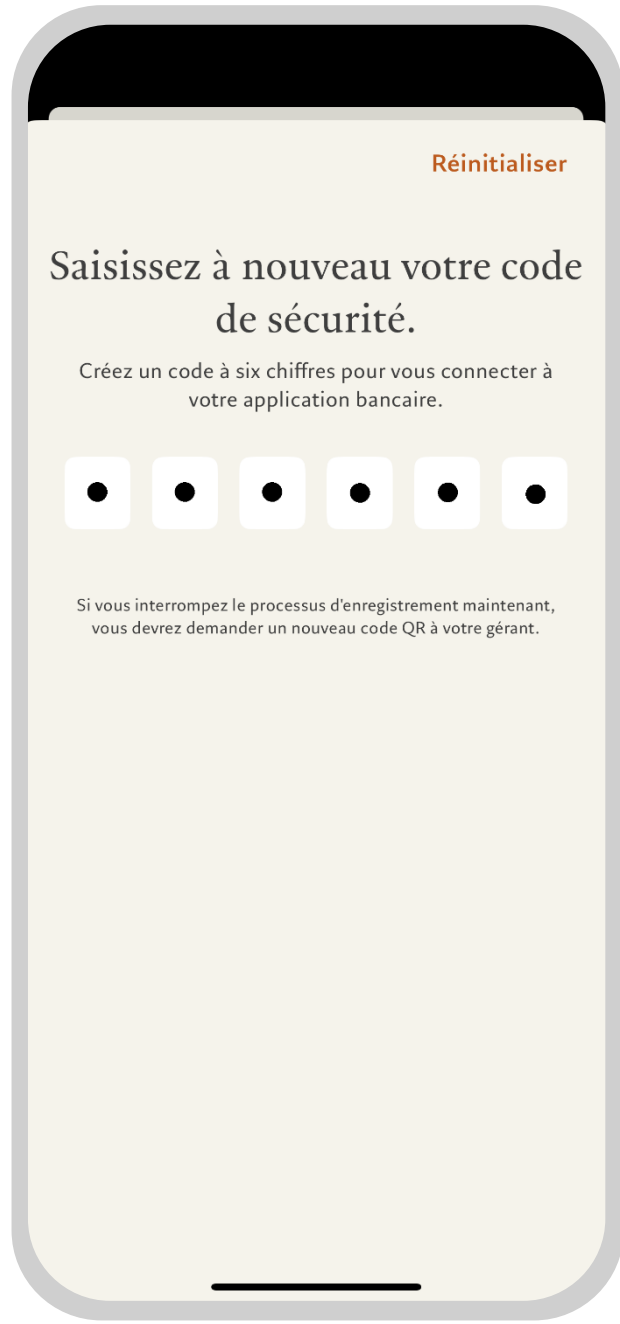 Réinitialiser
Saisissez à nouveau votre code
de sécurité.
Créez un code à six chiffres pour vous connecter à
votre application bancaire.
Si vous interrompez le processus d'enregistrement maintenant,
vous devrez demander un nouveau code QR à votre gérant.